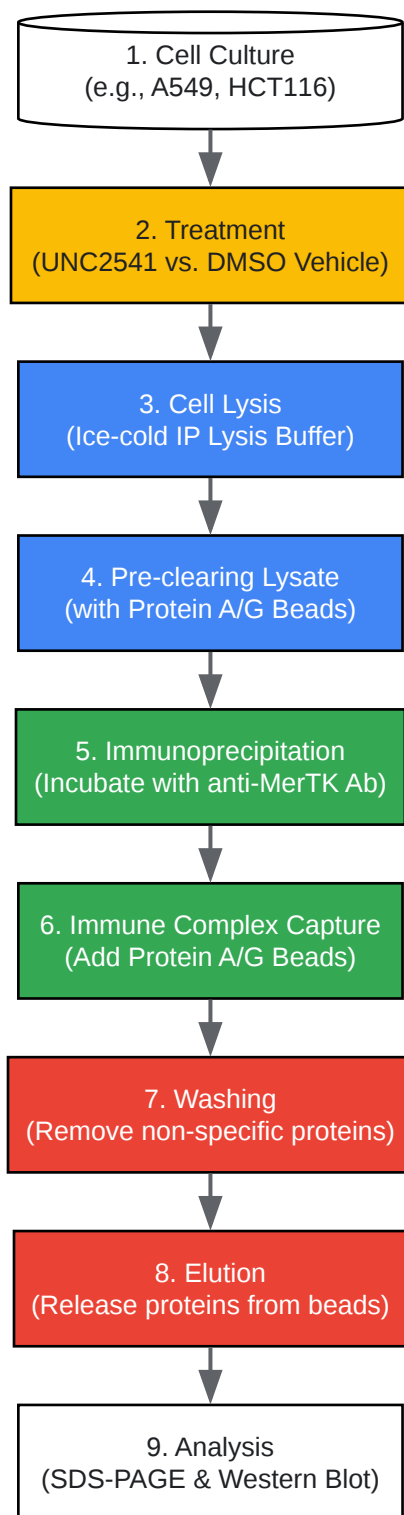 1. Cell Culture
(e.g., A549, HCT116)
2. Treatment
(UNC2541 vs. DMSO Vehicle)
3. Cell Lysis
(Ice-cold IP Lysis Buffer)
4. Pre-clearing Lysate
(with Protein A/G Beads)
5. Immunoprecipitation
(Incubate with anti-MerTK Ab)
6. Immune Complex Capture
(Add Protein A/G Beads)
7. Washing
(Remove non-specific proteins)
8. Elution
(Release proteins from beads)
9. Analysis
(SDS-PAGE & Western Blot)